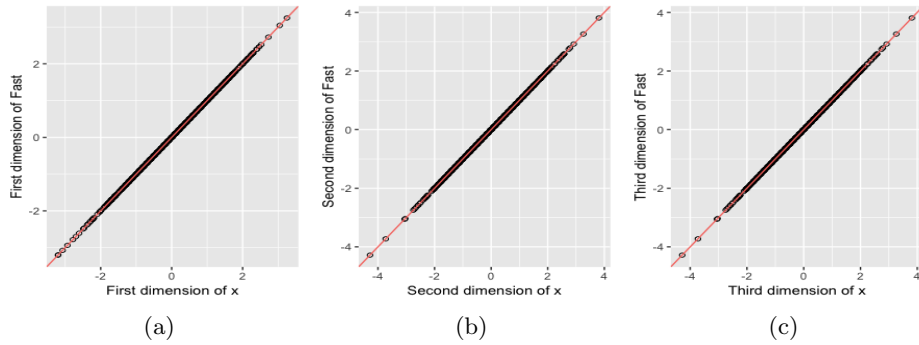 First dimension of Fast
2
0
-2
-2
0
2
First dimension of x
(a)
Second dimension of Fast
4
2
0
-2
-4
-4
-2
0
2
4
Second dimension of x
(b)
Third dimension of Fast
4
2
0
-2
-4
-4
-2
0
2
4
Third dimension of x
(c)